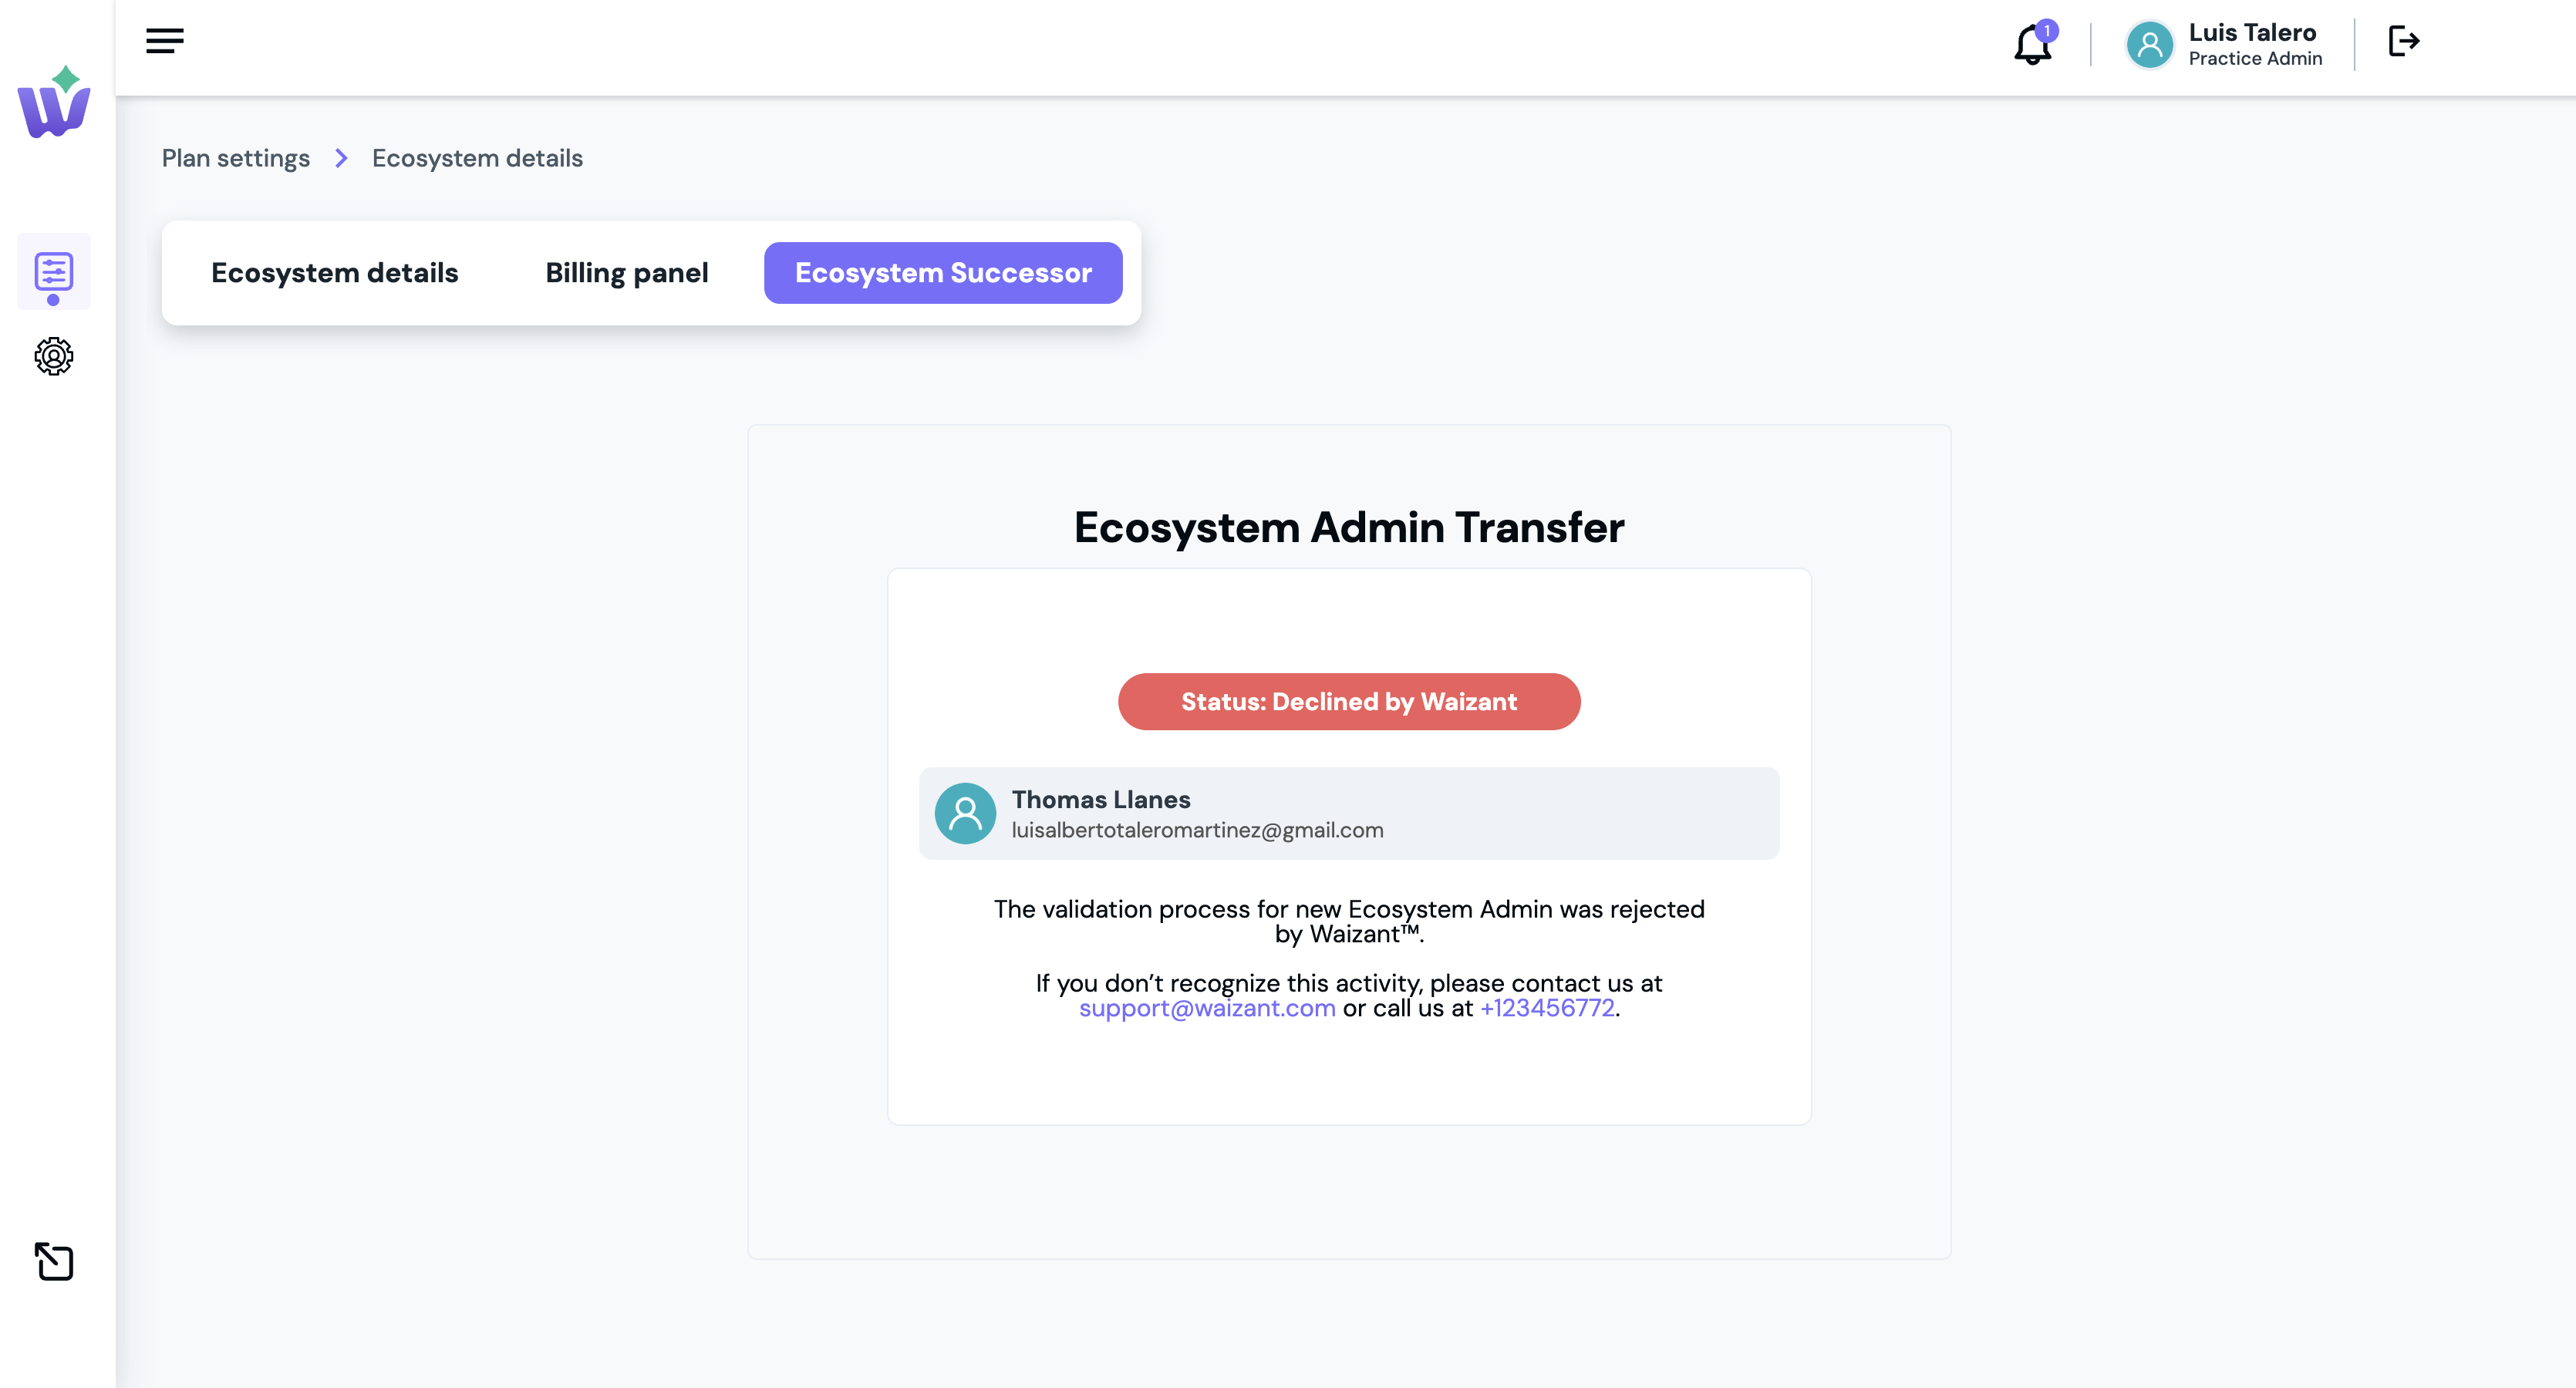 1
Luis Talero
Practice Admin
Plan settings
Ecosystem details
Ecosystem details
Billing panel
Ecosystem Successor
Ecosystem Admin Transfer
Status: Declined by Waizant
Thomas Llanes
luisalbertotaleromartinez@gmail.com
The validation process for new Ecosystem Admin was rejected
by Waizant™.
If you don’t recognize this activity, please contact us at
support@waizant.com or call us at +123456772.